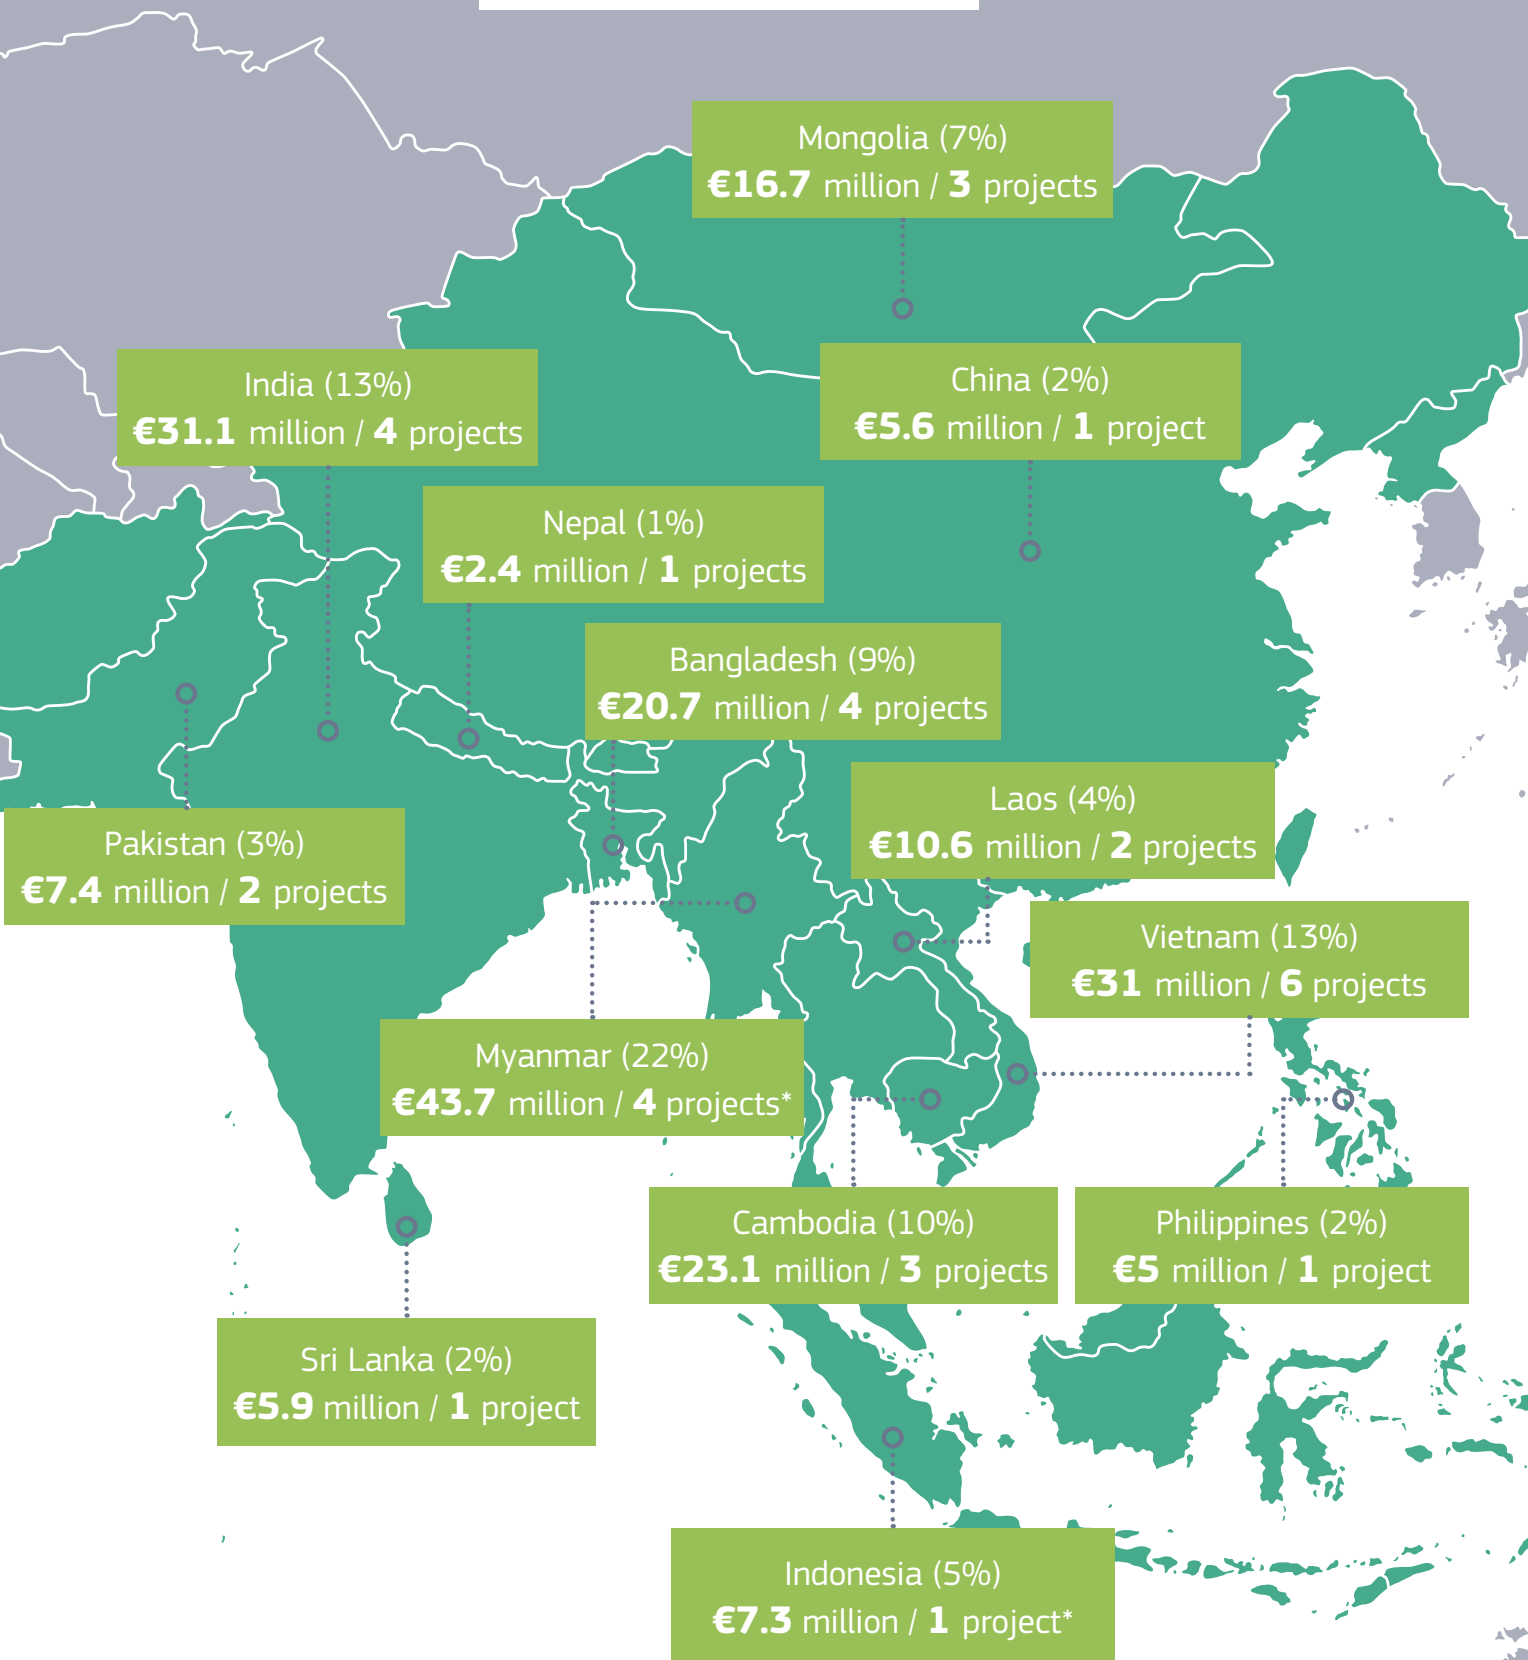 Mongolia (7%)
€16.7 million / 3 projects
India (13%)
€31.1 million / 4 projects
China (2%)
€5.6 million / 1 project
Nepal (1%)
€2.4 million / 1 projects
Bangladesh (9%)
€20.7 million / 4 projects
Laos (4%)
€10.6 million / 2 projects
Pakistan (3%)
€7.4 million / 2 projects
Vietnam (13%)
€31 million / 6 projects
Myanmar (22%)
€43.7 million / 4 projects*
Cambodia (10%)
€23.1 million / 3 projects
Philippines (2%)
€5 million / 1 project
Sri Lanka (2%)
€5.9 million / 1 project
Indonesia (5%)
€7.3 million / 1 project*